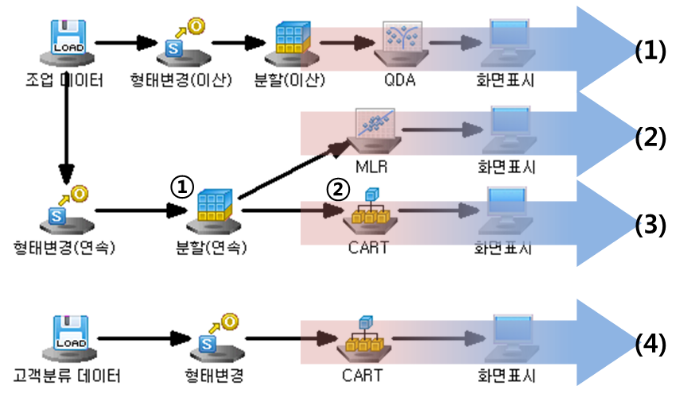 LOAD
조업 데이터
S
O
형태변경(이산)
분할(이산)
QDA
화면표시
(1)
MLR
화면표시
(2)
S
O
형태변경(연속)
①
분할(연속)
②
CART
화면표시
(3)
LOAD
고객분류 데이터
S
O
형태변경
CART
화면표시
(4)